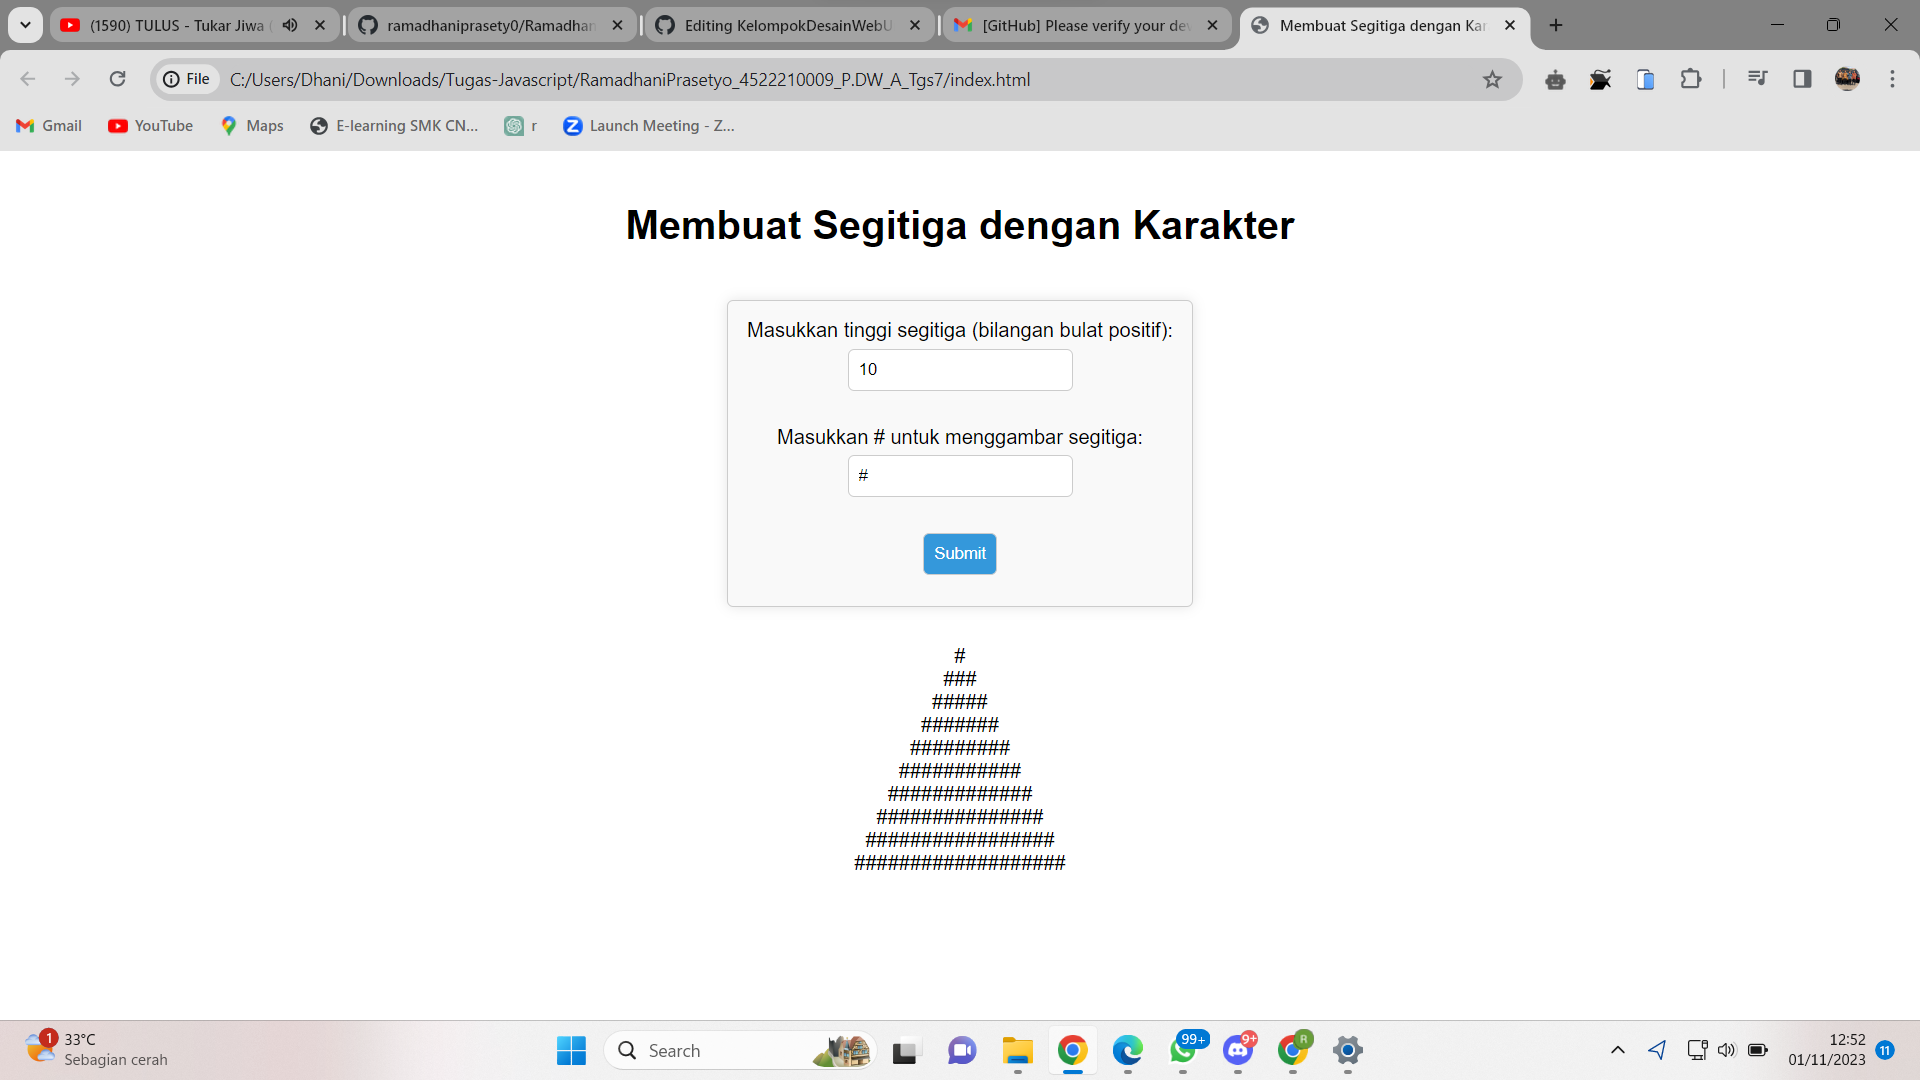 (1590) TULUS - Tukar Jiwa (
ramadhaniprasety0/Ramadhan
Editing KelompokDesainWebU
[GitHub] Please verify your dev
Membuat Segitiga dengan Kar
File
C:/Users/Dhani/Downloads/Tugas-Javascript/RamadhaniPrasetyo_4522210009_P.DW_A_Tgs7/index.html
Gmail
YouTube
Maps
E-learning SMK CN...
r
Launch Meeting - Z...
Membuat Segitiga dengan Karakter
Masukkan tinggi segitiga (bilangan bulat positif):
10
Masukkan # untuk menggambar segitiga:
#
Submit
#
###
#####
#######
#########
###########
#############
###############
#################
###################
1
33°C
Sebagian cerah
Search
99+
9+
R
12:52
01/11/2023
11